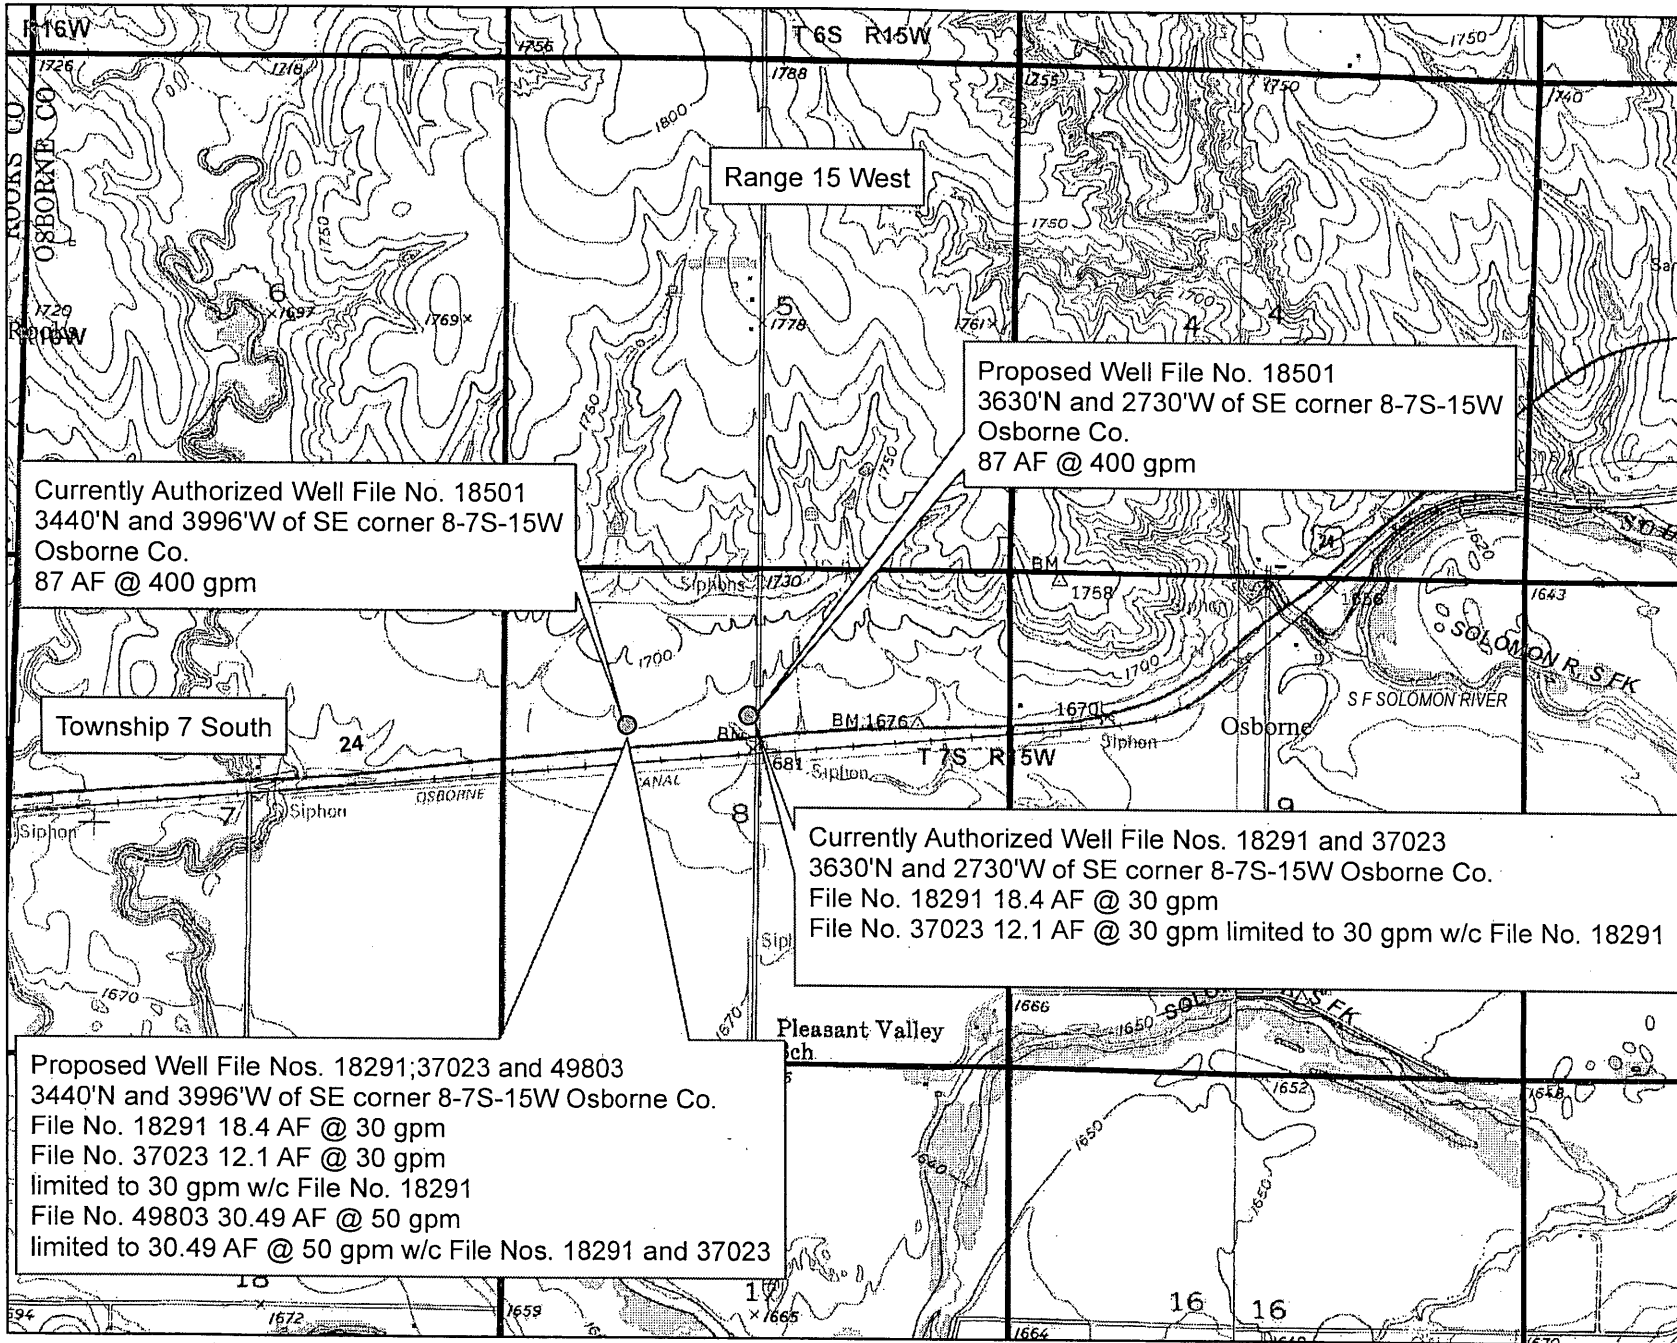 R16W
T 6S R15W
1756
1750
1726
1718
1788
1755
1750
1740
ROOKS CO
OSBORNE CO
1800
Range 15 West
1750
1750
6
1697
1720
1769
5
1778
1761
1700
4
4
Proposed Well File No. 18501
3630'N and 2730'W of SE corner 8-7S-15W
Osborne Co.
87 AF @ 400 gpm
1750
1750
Currently Authorized Well File No. 18501
3440'N and 3996'W of SE corner 8-7S-15W
Osborne Co.
87 AF @ 400 gpm
24
1620
Siphons
1730
BM
1758
1643
SOLOMON R, S FK
1700
1700
S F SOLOMON RIVER
Township 7 South
24
BM
BM 1676
1670
Siphon
Osborne
681
Siphon
T 7S R15W
OSBORNE
ANAL
Siphon
7
Siphon
8
9
Currently Authorized Well File Nos. 18291 and 37023
3630'N and 2730'W of SE corner 8-7S-15W Osborne Co.
File No. 18291 18.4 AF @ 30 gpm
File No. 37023 12.1 AF @ 30 gpm limited to 30 gpm w/c File No. 18291
1670
1670
1666
1650
Pleasant Valley
Sch
Proposed Well File Nos. 18291;37023 and 49803
3440'N and 3996'W of SE corner 8-7S-15W Osborne Co.
File No. 18291 18.4 AF @ 30 gpm
File No. 37023 12.1 AF @ 30 gpm
limited to 30 gpm w/c File No. 18291
File No. 49803 30.49 AF @ 50 gpm
limited to 30.49 AF @ 50 gpm w/c File Nos. 18291 and 37023
1652
1648
1650
1640
1650
18
1672
1659
1665
16
16
1664